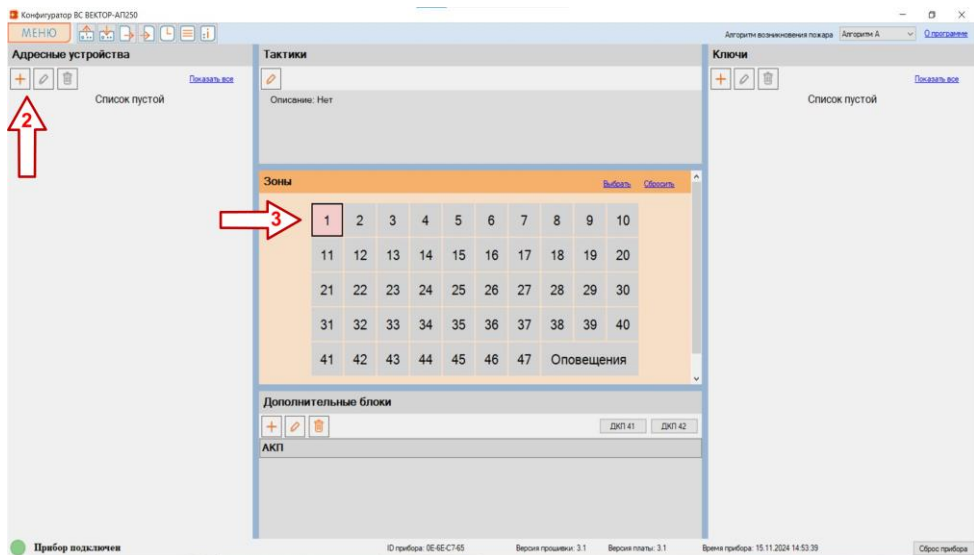 Конфигуратор ВС ВЕКТОР-АП250
МЕНЮ
Алгоритм возникновения пожара Алгоритм А О программе
Адресные устройства
Показать все
Список пустой
2
Тактики
Описание: Нет
Ключи
Показать все
Список пустой
Зоны Выбрать Сбросить
3
1 2 3 4 5 6 7 8 9 10
11 12 13 14 15 16 17 18 19 20
21 22 23 24 25 26 27 28 29 30
31 32 33 34 35 36 37 38 39 40
41 42 43 44 45 46 47 Оповещения
Дополнительные блоки
ДКП 41 ДКП 42
АКП
Прибор подключен ID прибора: 0E-6E-C7-65 Версия прошивки: 3.1 Версия платы: 3.1 Время прибора: 15.11.2024 14:53:39 Сброс прибора